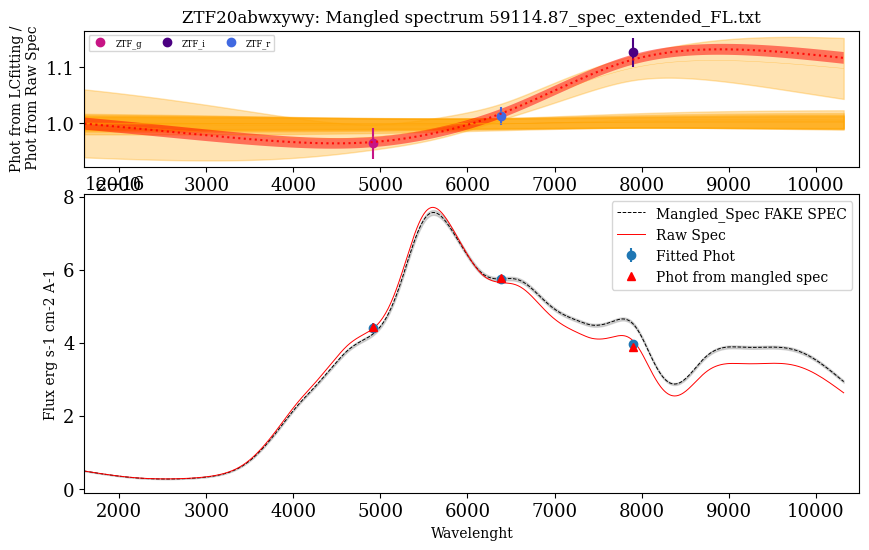 ZTF20abwxywy: Mangled spectrum 59114.87_spec_extended_FL.txt
Phot from LCfitting /
Phot from Raw Spec
1.1
1.0
ZTF_g
ZTF_i
ZTF_r
2000 3000 4000 5000 6000 7000 8000 9000 10000
1e−16
8
6
4
2
0
Flux erg s-1 cm-2 A-1
Mangled_Spec FAKE SPEC
Raw Spec
Fitted Phot
Phot from mangled spec
2000 3000 4000 5000 6000 7000 8000 9000 10000
Wavelenght